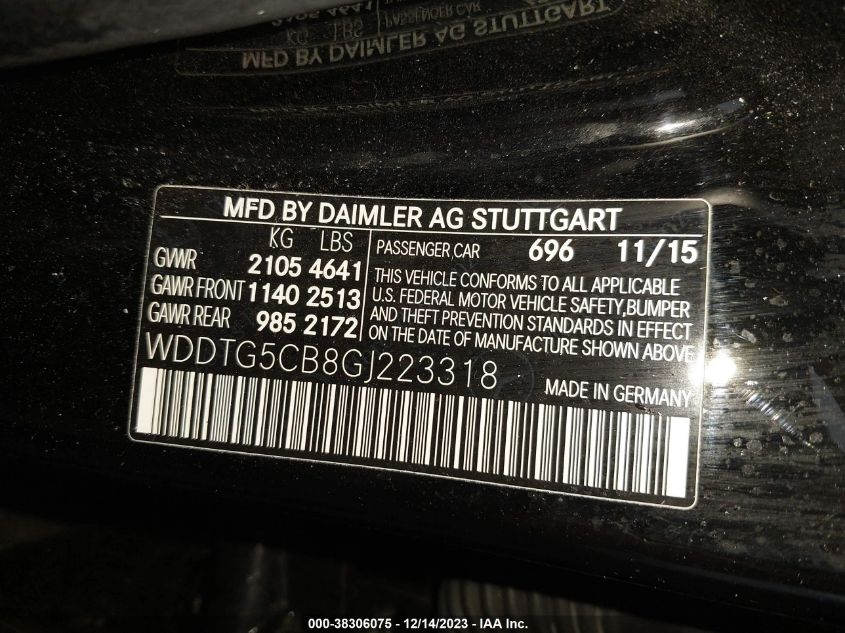 MFD BY DAIMLER AG STUTTGART
KG LBS
GVWR 2105 4641
GAWR FRONT 1140 2513
GAWR REAR 985 2172
PASSENGER CAR 696 11/15
THIS VEHICLE CONFORMS TO ALL APPLICABLE
U.S. FEDERAL MOTOR VEHICLE SAFETY,BUMPER
AND THEFT PREVENTION STANDARDS IN EFFECT
ON THE DATE OF MANUFACTURE SHOWN ABOVE.
WDDTG5CB8GJ223318
MADE IN GERMANY
000-38306075 - 12/14/2023 - IAA Inc.